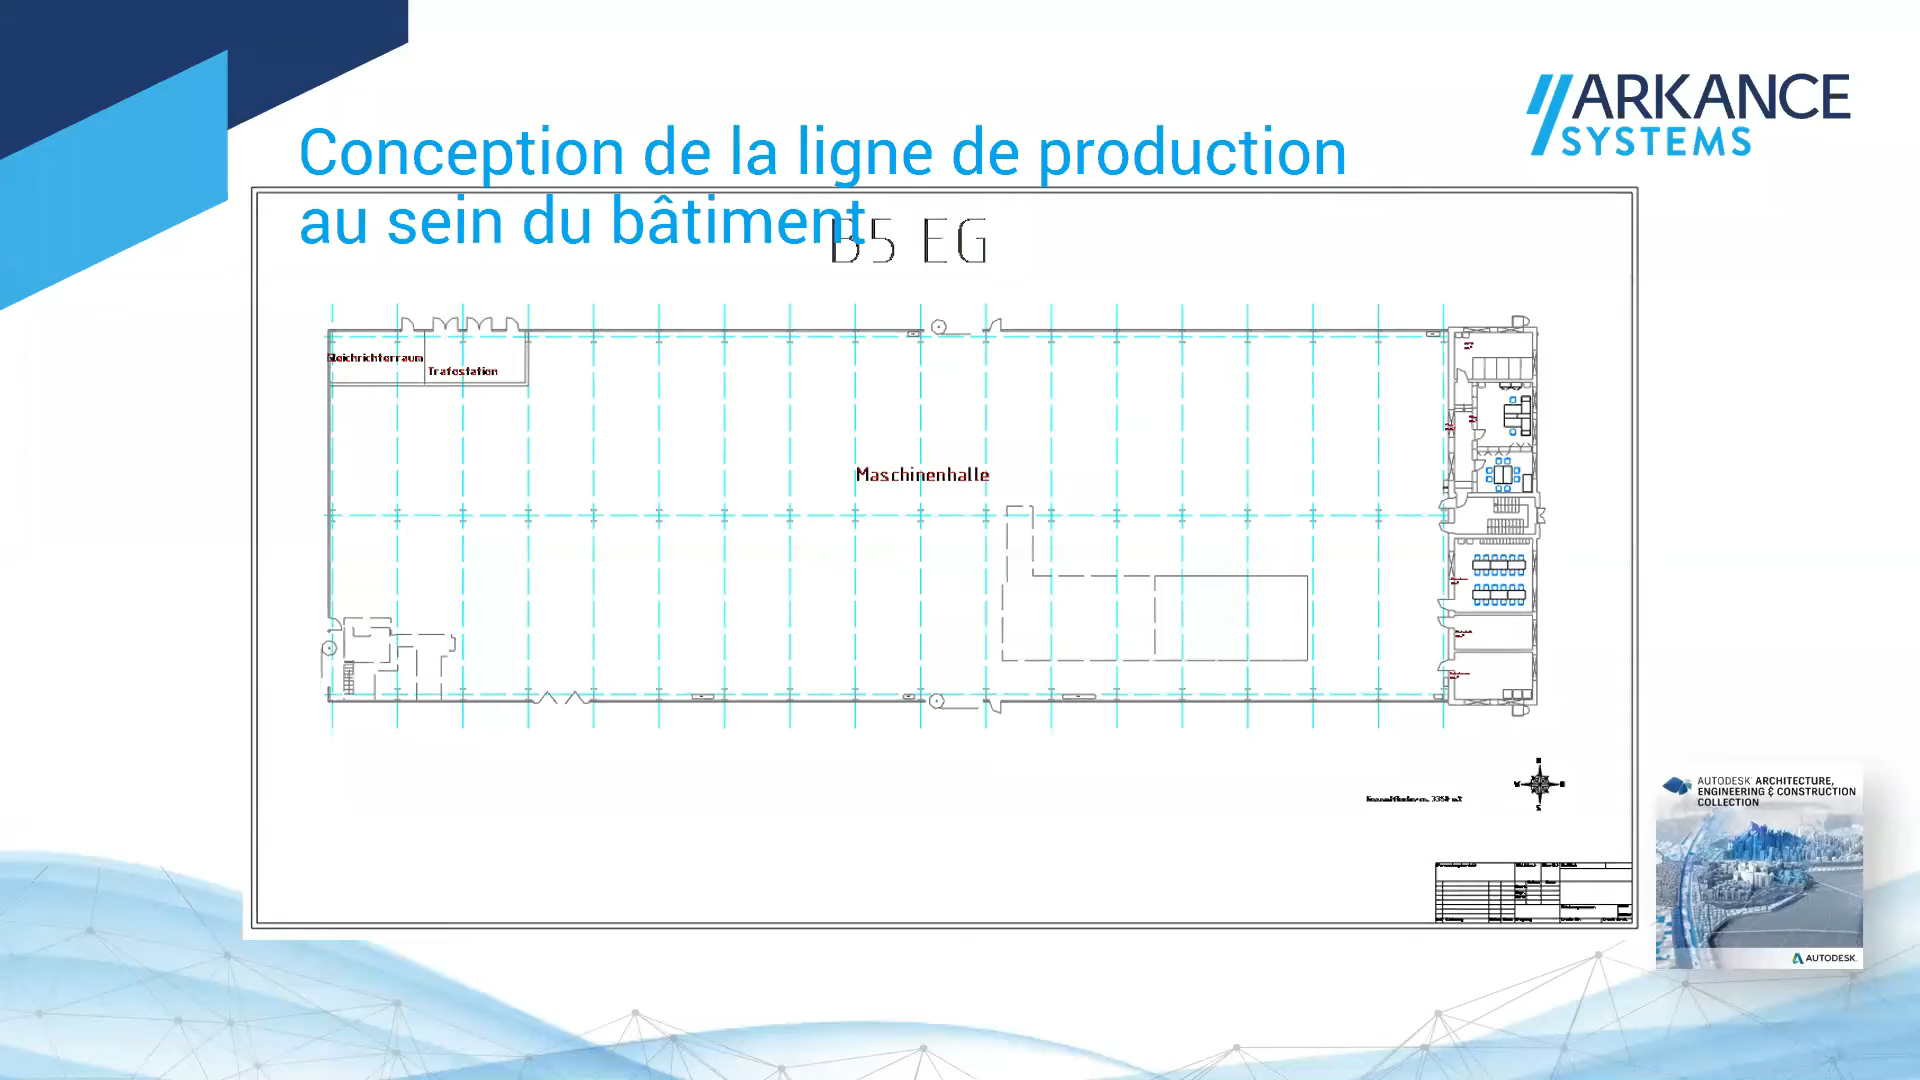 ARKANCE
SYSTEMS
Conception de la ligne de production
au sein du bâtiment
B5 EG
Gleichrichterraum
Trafostation
Maschinenhalle
N
W
S
AUTODESK ARCHITECTURE,
ENGINEERING & CONSTRUCTION
COLLECTION
AUTODESK